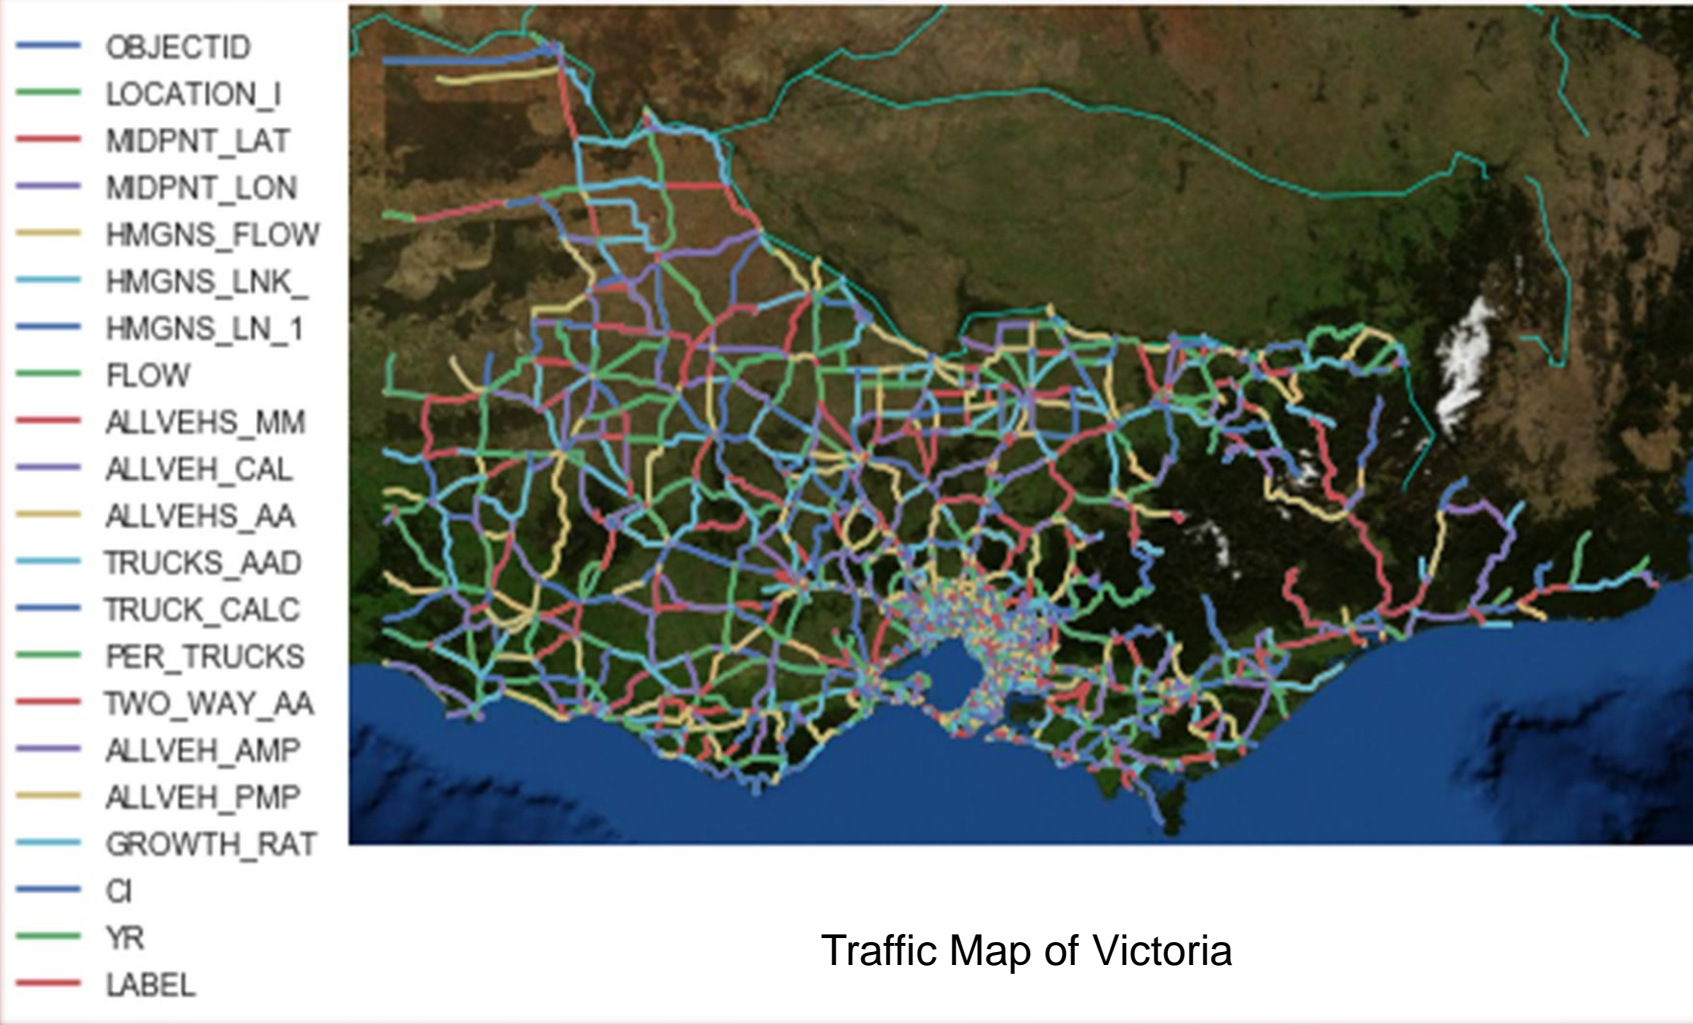 OBJECTID
LOCATION_I
MIDPNT_LAT
MIDPNT_LON
HMGNS_FLOW
HMGNS_LNK_
HMGNS_LN_1
FLOW
ALLVEHS_MM
ALLVEH_CAL
ALLVEHS_AA
TRUCKS_AAD
TRUCK_CALC
PER_TRUCKS
TWO_WAY_AA
ALLVEH_AMP
ALLVEH_PMP
GROWTH_RAT
CI
YR
LABEL
Traffic Map of Victoria